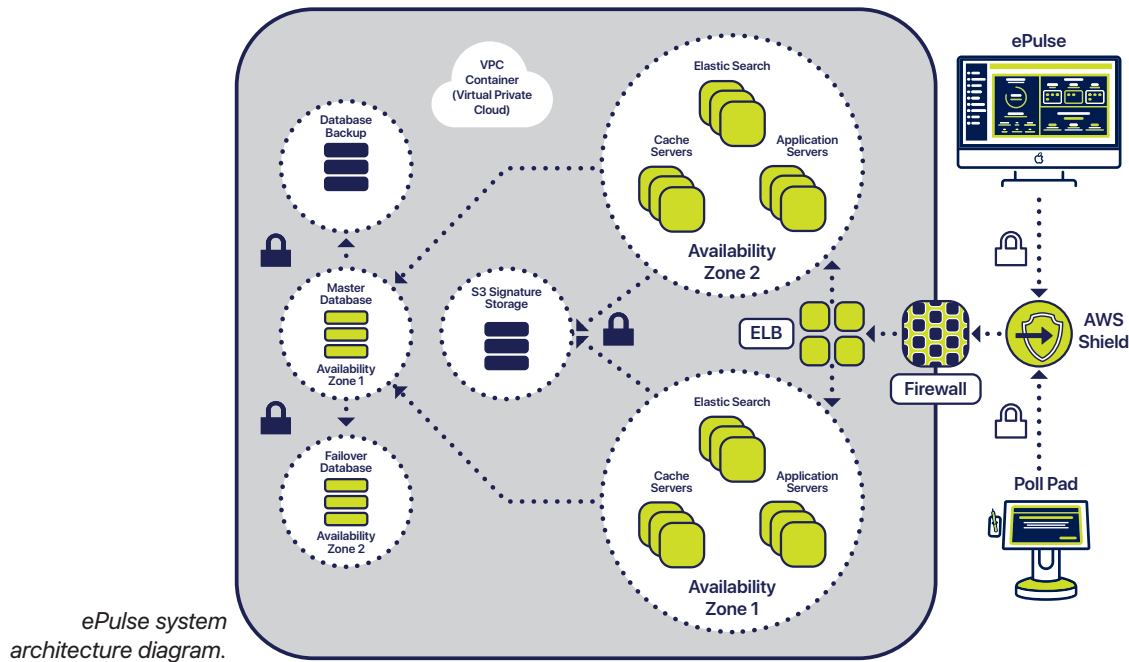 ePulse
VPC
Container
(Virtual Private
Cloud)
Elastic Search
Cache
Servers
Application
Servers
Availability
Zone 2
Database
Backup
Master
Database
Availability
Zone 1
S3 Signature
Storage
ELB
Firewall
AWS
Shield
Failover
Database
Availability
Zone 2
Elastic Search
Cache
Servers
Application
Servers
Availability
Zone 1
Poll Pad
ePulse system
architecture diagram.